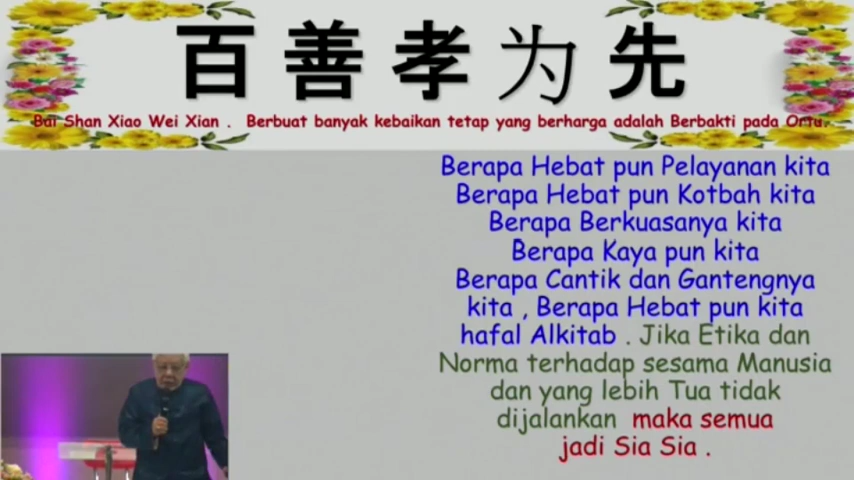 百善孝为先
Bai Shan Xiao Wei Xian . Berbuat banyak kebaikan tetap yang berharga adalah Berbakti pada Ortu.
Berapa Hebat pun Pelayanan kita
Berapa Hebat pun Kotbah kita
Berapa Berkuasanya kita
Berapa Kaya pun kita
Berapa Cantik dan Gantengnya
kita , Berapa Hebat pun kita
hafal Alkitab . Jika Etika dan
Norma terhadap sesama Manusia
dan yang lebih Tua tidak
dijalankan maka semua
jadi Sia Sia .